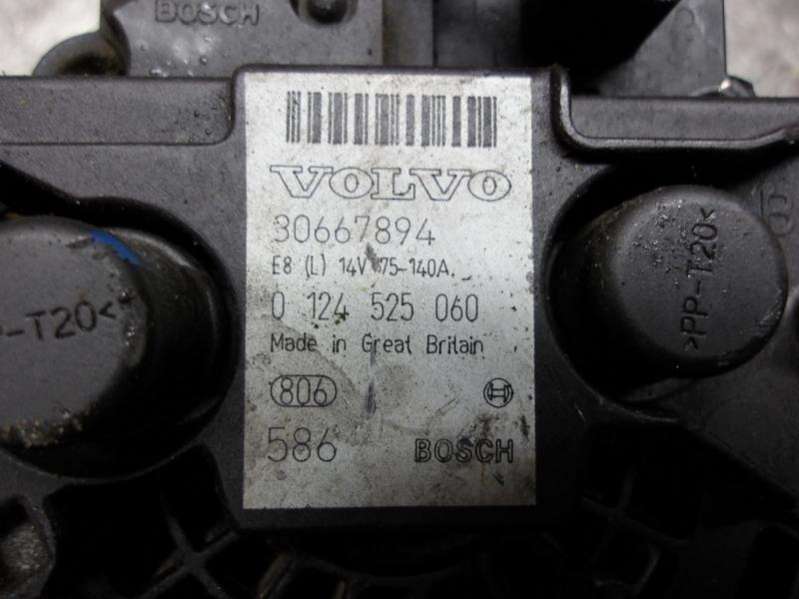 BOSCH
VOLVO
30667894
E8 (L) 14V 75-140A.
0 124 525 060
Made in Great Britain
806
586 BOSCH
P-T20<
>PP-T20<